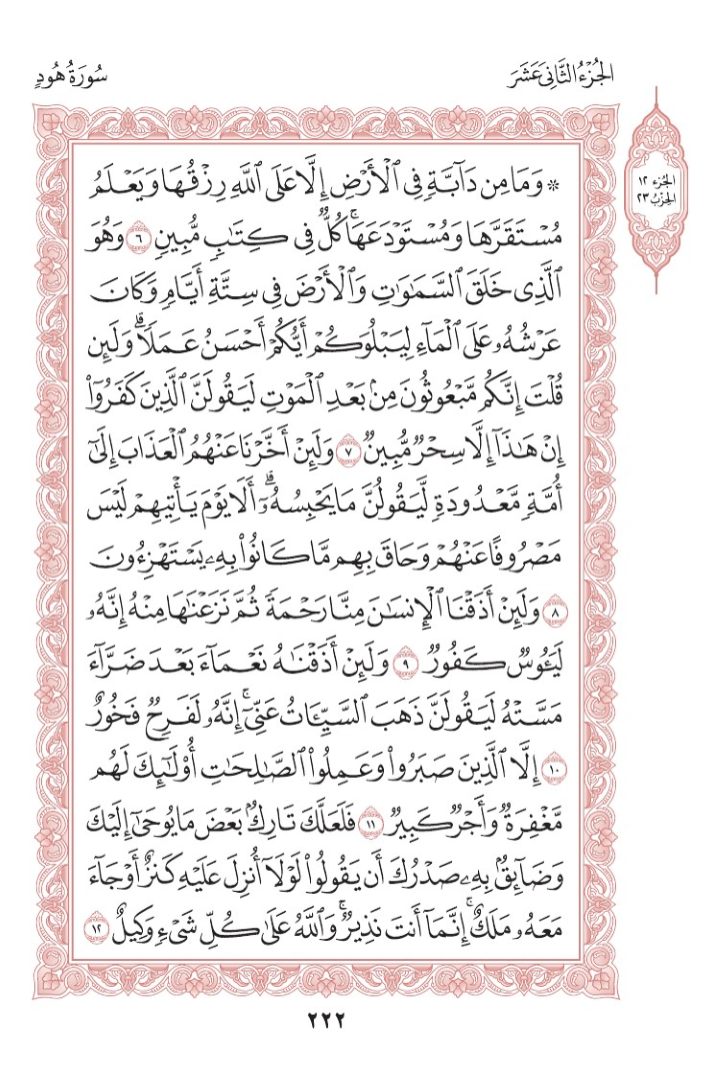 الجُزْءُ الثَّانِي عَشَرَ
سُورَةُ هُودٍ
الجزء ١٢
الحزب ٢٣
۞ وَمَا مِن دَآبَّةٖ فِي ٱلۡأَرۡضِ إِلَّا عَلَى ٱللَّهِ رِزۡقُهَا وَيَعۡلَمُ
مُسۡتَقَرَّهَا وَمُسۡتَوۡدَعَهَاۚ كُلّٞ فِي كِتَٰبٖ مُّبِينٖ ٦ وَهُوَ
ٱلَّذِي خَلَقَ ٱلسَّمَٰوَٰتِ وَٱلۡأَرۡضَ فِي سِتَّةِ أَيَّامٖ وَكَانَ
عَرۡشُهُۥ عَلَى ٱلۡمَآءِ لِيَبۡلُوَكُمۡ أَيُّكُمۡ أَحۡسَنُ عَمَلٗاۗ وَلَئِن
قُلۡتَ إِنَّكُم مَّبۡعُوثُونَ مِنۢ بَعۡدِ ٱلۡمَوۡتِ لَيَقُولَنَّ ٱلَّذِينَ كَفَرُوٓاْ
إِنۡ هَٰذَآ إِلَّا سِحۡرٞ مُّبِينٞ ٧ وَلَئِنۡ أَخَّرۡنَا عَنۡهُمُ ٱلۡعَذَابَ إِلَىٰٓ
أُمَّةٖ مَّعۡدُودَةٖ لَّيَقُولُنَّ مَا يَحۡبِسُهُۥٓۗ أَلَا يَوۡمَ يَأۡتِيهِمۡ لَيۡسَ
مَصۡرُوفًا عَنۡهُمۡ وَحَاقَ بِهِم مَّا كَانُواْ بِهِۦ يَسۡتَهۡزِءُونَ
٨ وَلَئِنۡ أَذَقۡنَا ٱلۡإِنسَٰنَ مِنَّا رَحۡمَةٗ ثُمَّ نَزَعۡنَٰهَا مِنۡهُ إِنَّهُۥ
لَيَـُٔوسٞ كَفُورٞ ٩ وَلَئِنۡ أَذَقۡنَٰهُ نَعۡمَآءَ بَعۡدَ ضَرَّآءَ
مَسَّتۡهُ لَيَقُولَنَّ ذَهَبَ ٱلسَّيِّـَٔاتُ عَنِّيٓۚ إِنَّهُۥ لَفَرِحٞ فَخُورٌ
١٠ إِلَّا ٱلَّذِينَ صَبَرُواْ وَعَمِلُواْ ٱلصَّٰلِحَٰتِ أُوْلَٰٓئِكَ لَهُم
مَّغۡفِرَةٞ وَأَجۡرٞ كَبِيرٞ ١١ فَلَعَلَّكَ تَارِكُۢ بَعۡضَ مَا يُوحَىٰٓ إِلَيۡكَ
وَضَآئِقُۢ بِهِۦ صَدۡرُكَ أَن يَقُولُواْ لَوۡلَآ أُنزِلَ عَلَيۡهِ كَنزٌ أَوۡ جَآءَ
مَعَهُۥ مَلَكٌۚ إِنَّمَآ أَنتَ نَذِيرٞۚ وَٱللَّهُ عَلَىٰ كُلِّ شَيۡءٖ وَكِيلٌ ١٢
٢٢٢